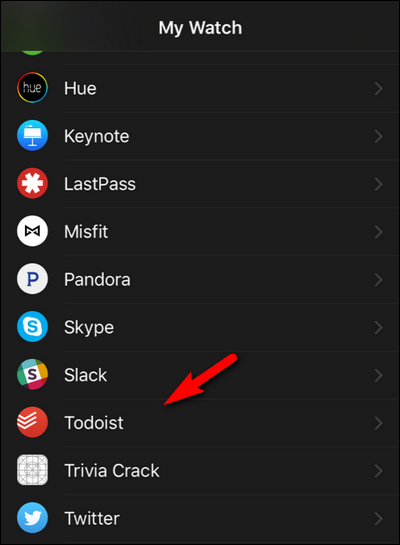 My Watch
hue Hue
Keynote
LastPass
Misfit
P Pandora
S Skype
S Slack
Todoist
Trivia Crack
Twitter